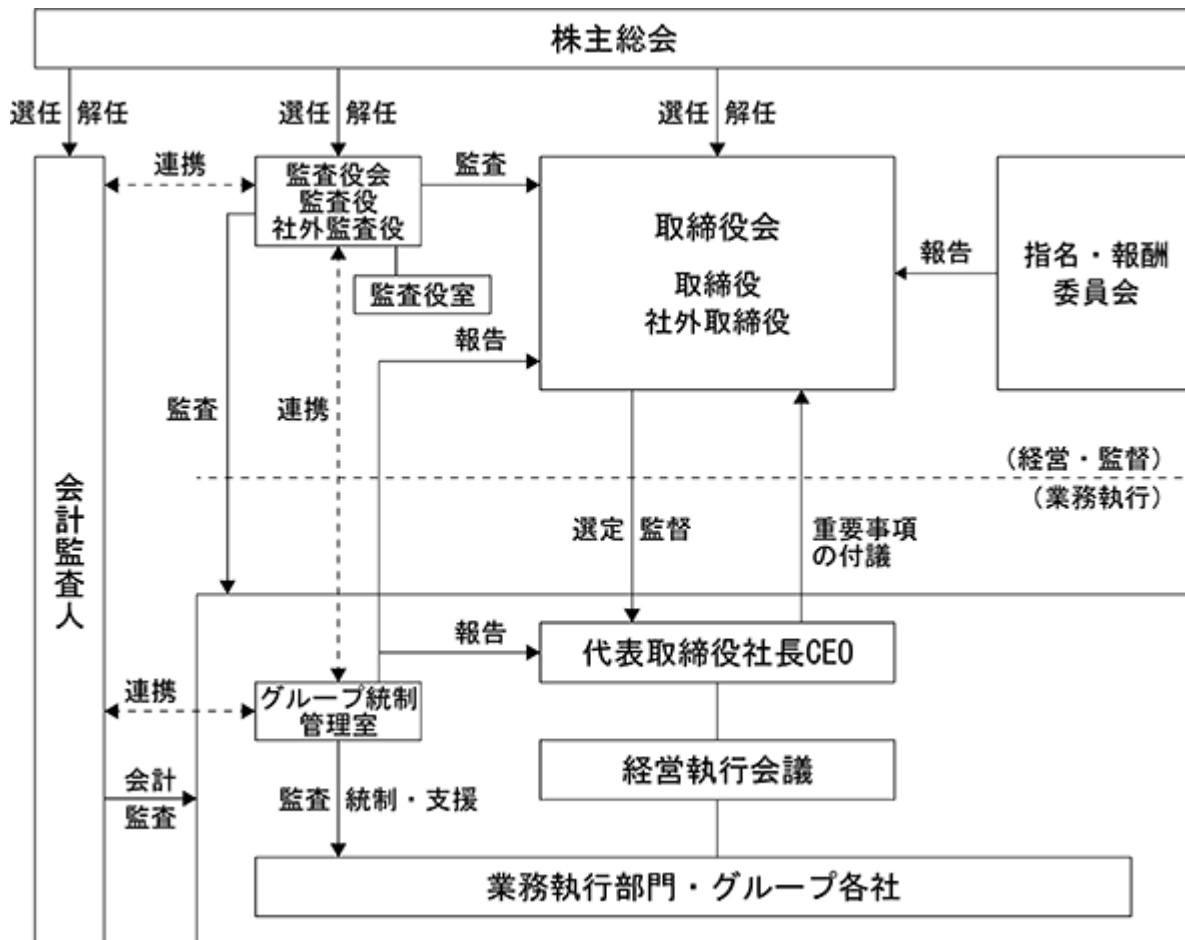 株主総会
選任 解任
選任 解任
選任 解任
連携
監査役会
監査役
社外監査役
監査
監査役室
取締役会
取締役
社外取締役
報告
指名・報酬
委員会
報告
監査
連携
(経営・監督)
(業務執行)
選定 監督
重要事項
の付議
会計監査人
報告
代表取締役社長CEO
連携
グループ統制
管理室
経営執行会議
会計
監査
監査 統制・支援
業務執行部門・グループ各社